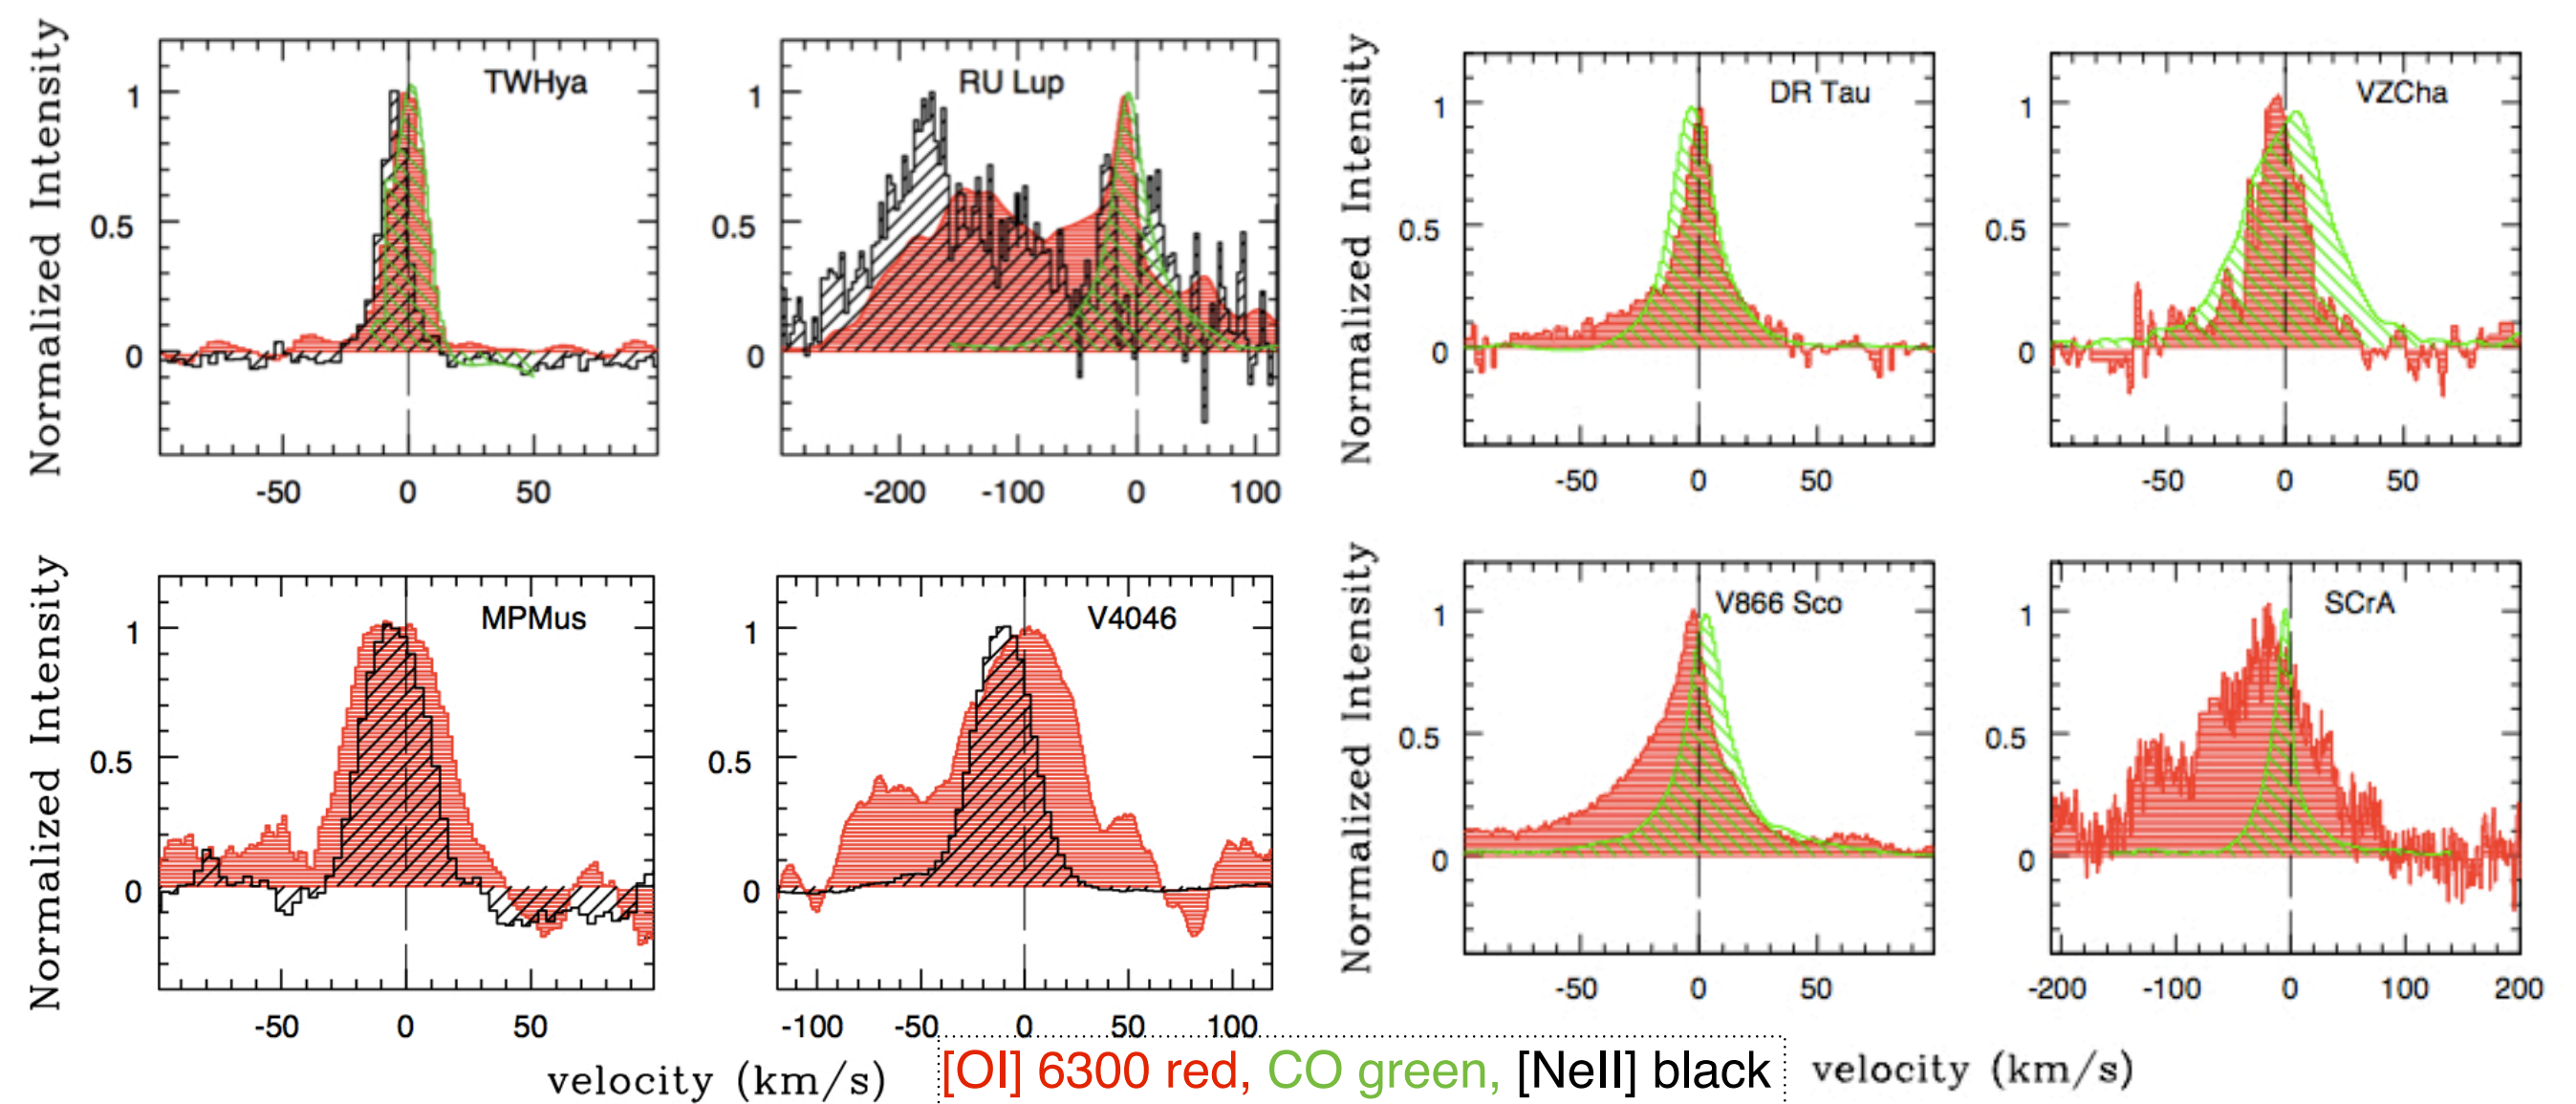 Normalized Intensity
TWHya
1
0.5
0
-50 0 50
RU Lup
1
0.5
0
-200 -100 0 100
Normalized Intensity
DR Tau
1
0.5
0
-50 0 50
VZCha
1
0.5
0
-50 0 50
Normalized Intensity
MPMus
1
0.5
0
-50 0 50
V4046
1
0.5
0
-100 -50 0 50 100
Normalized Intensity
V866 Sco
1
0.5
0
-50 0 50
SCrA
1
0.5
0
-200 -100 0 100 200
velocity (km/s)
[OI] 6300 red, CO green, [NeII] black
velocity (km/s)